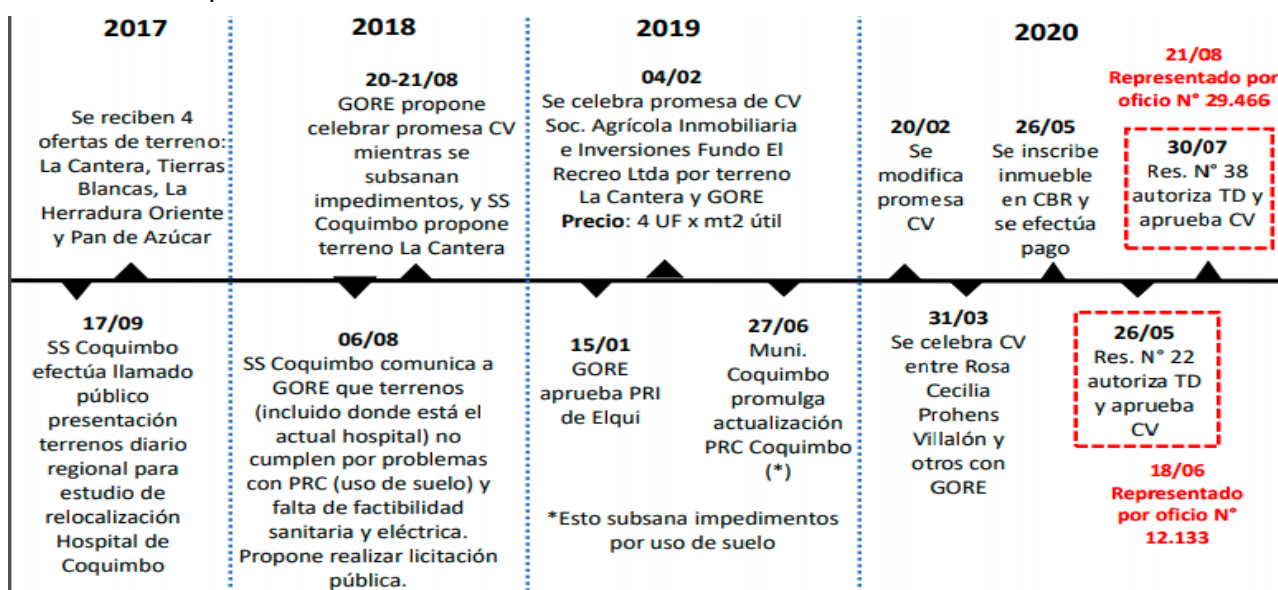 2017
Se reciben 4
ofertas de terreno:
La Cantera, Tierras
Blancas, La
Herradura Oriente
y Pan de Azúcar
17/09
SS Coquimbo
efectúa llamado
público
presentación
terrenos diario
regional para
estudio de
relocalización
Hospital de
Coquimbo
2018
20-21/08
GORE propone
celebrar promesa CV
mientras se
subsanan
impedimentos, y SS
Coquimbo propone
terreno La Cantera
06/08
SS Coquimbo comunica a
GORE que terrenos
(incluido donde está el
actual hospital) no
cumplen por problemas
con PRC (uso de suelo) y
falta de factibilidad
sanitaria y eléctrica.
Propone realizar licitación
pública.
2019
04/02
Se celebra promesa de CV
Soc. Agrícola Inmobiliaria
e Inversiones Fundo El
Recreo Ltda por terreno
La Cantera y GORE
Precio: 4 UF x mt2 útil
15/01
GORE
aprueba PRI
de Elqui
27/06
Muni.
Coquimbo
promulga
actualización
PRC Coquimbo
(*)
*Esto subsana impedimentos
por uso de suelo
2020
20/02
Se
modifica
promesa
CV
26/05
Se inscribe
inmueble
en CBR y
se efectúa
pago
21/08
Representado por
oficio N° 29.466
30/07
Res. N° 38
autoriza TD y
aprueba CV
31/03
Se celebra CV
entre Rosa
Cecilia
Prohens
Villalón y
otros con
GORE
26/05
Res. N° 22
autoriza TD
y aprueba
CV
18/06
Representado
por oficio N°
12.133